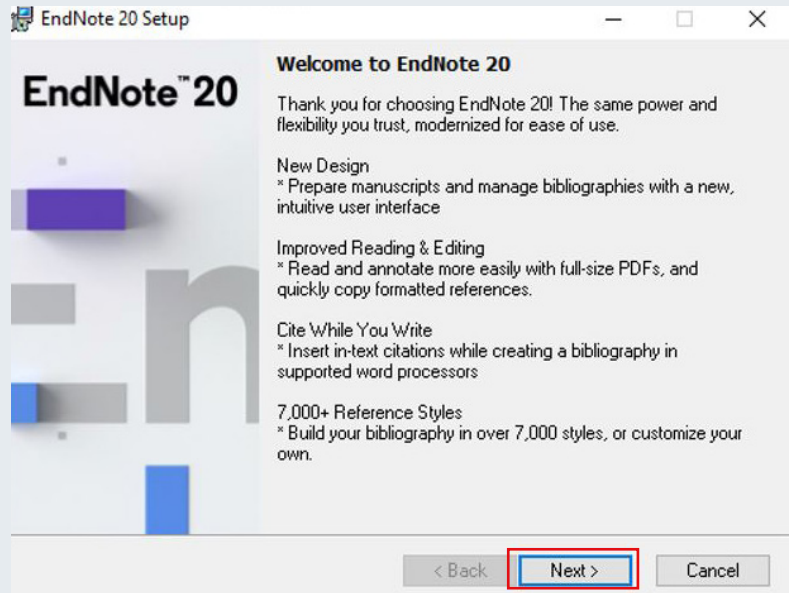 EndNote 20 Setup
EndNote™20
Welcome to EndNote 20
Thank you for choosing EndNote 20! The same power and
flexibility you trust, modernized for ease of use.
New Design
* Prepare manuscripts and manage bibliographies with a new,
intuitive user interface
Improved Reading & Editing
* Read and annotate more easily with full-size PDFs, and
quickly copy formatted references.
Cite While You Write
* Insert in-text citations while creating a bibliography in
supported word processors
7,000+ Reference Styles
* Build your bibliography in over 7,000 styles, or customize your
own.
En
< Back
Next >
Cancel